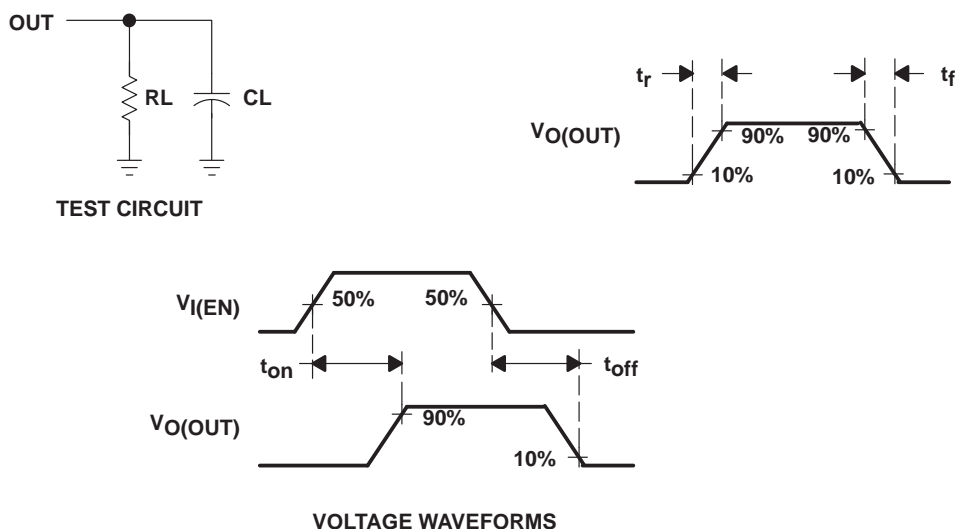 OUT
RL
CL
TEST CIRCUIT
tr
tf
VO(OUT)
90%
90%
10%
10%
VI(EN)
50%
50%
ton
toff
VO(OUT)
90%
10%
VOLTAGE WAVEFORMS